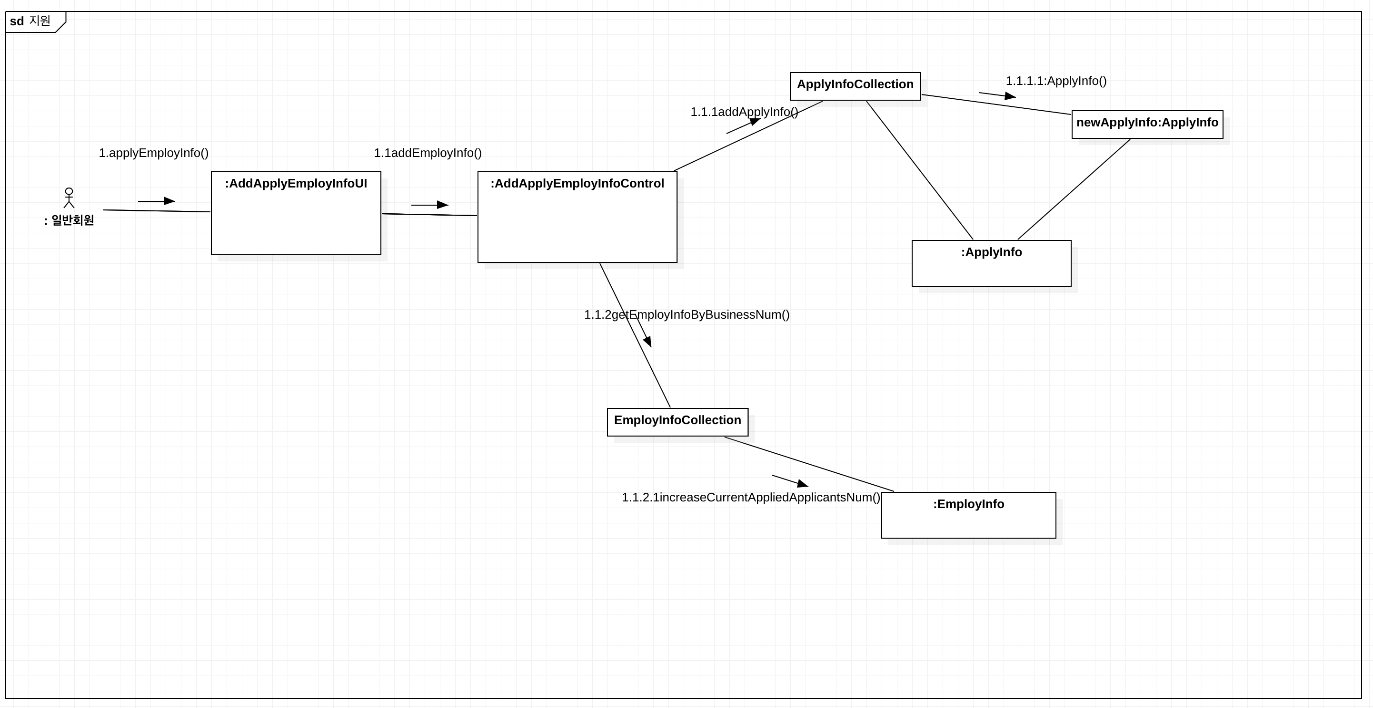 sd 지원
ApplyInfoCollection
1.1.1.1:ApplyInfo()
1.1.1addApplyInfo()
newApplyInfo:ApplyInfo
1.applyEmployInfo()
1.1addEmployInfo()
:AddApplyEmployInfoUI
:AddApplyEmployInfoControl
: 일반회원
:ApplyInfo
1.1.2getEmployInfoByBusinessNum()
EmployInfoCollection
1.1.2.1increaseCurrentAppliedApplicantsNum()
:EmployInfo